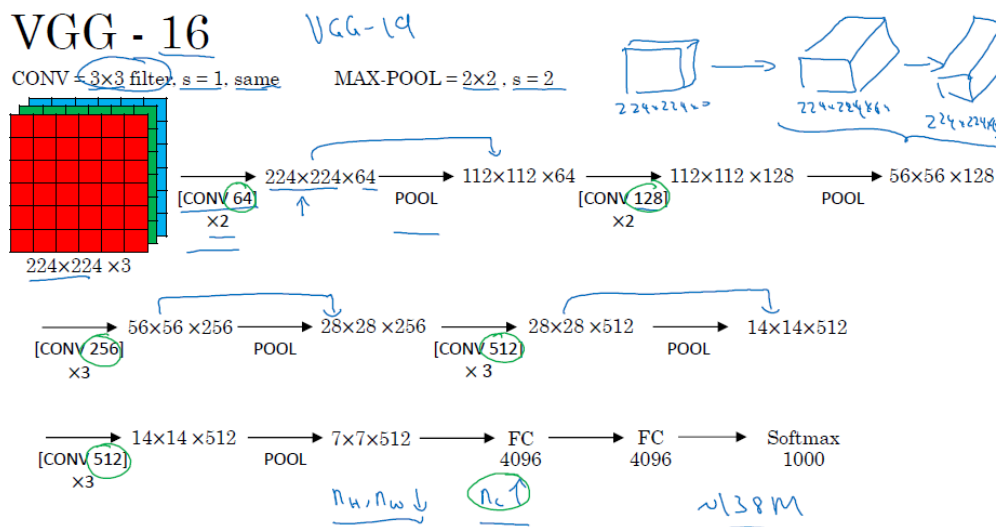 VGG - 16
VGG-19
CONV = 3×3 filter, s = 1, same
MAX-POOL = 2×2, s = 2
224×224×64
224×224 ×3
[CONV 64]
×2
224×224×64
POOL
112×112 ×64
[CONV 128]
×2
112×112 ×128
POOL
56×56 ×128
[CONV 256]
×3
56×56 ×256
POOL
28×28 ×256
[CONV 512]
× 3
28×28 ×512
POOL
14×14×512
[CONV 512]
×3
14×14 ×512
POOL
7×7×512
FC
4096
FC
4096
Softmax
1000
nH, nW ↓
nC ↑
~138M